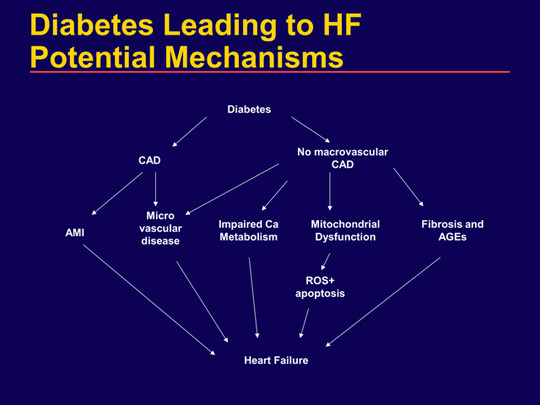 Diabetes Leading to HF
Potential Mechanisms
Diabetes
CAD
No macrovascular
CAD
AMI
Micro
vascular
disease
Impaired Ca
Metabolism
Mitochondrial
Dysfunction
Fibrosis and
AGEs
ROS+
apoptosis
Heart Failure